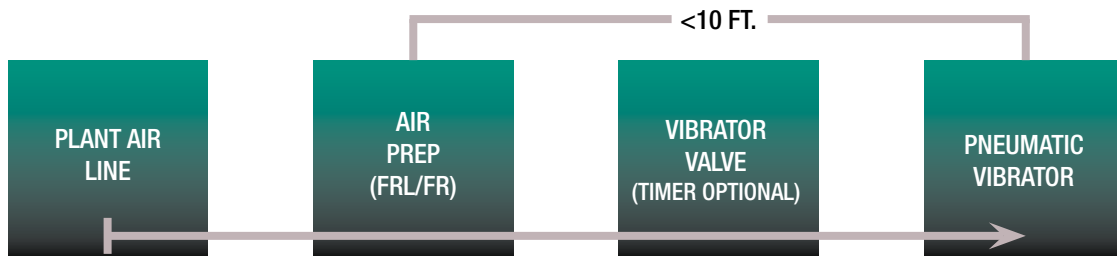 <10 FT.
PLANT AIR
LINE
AIR
PREP
(FRL/FR)
VIBRATOR
VALVE
(TIMER OPTIONAL)
PNEUMATIC
VIBRATOR